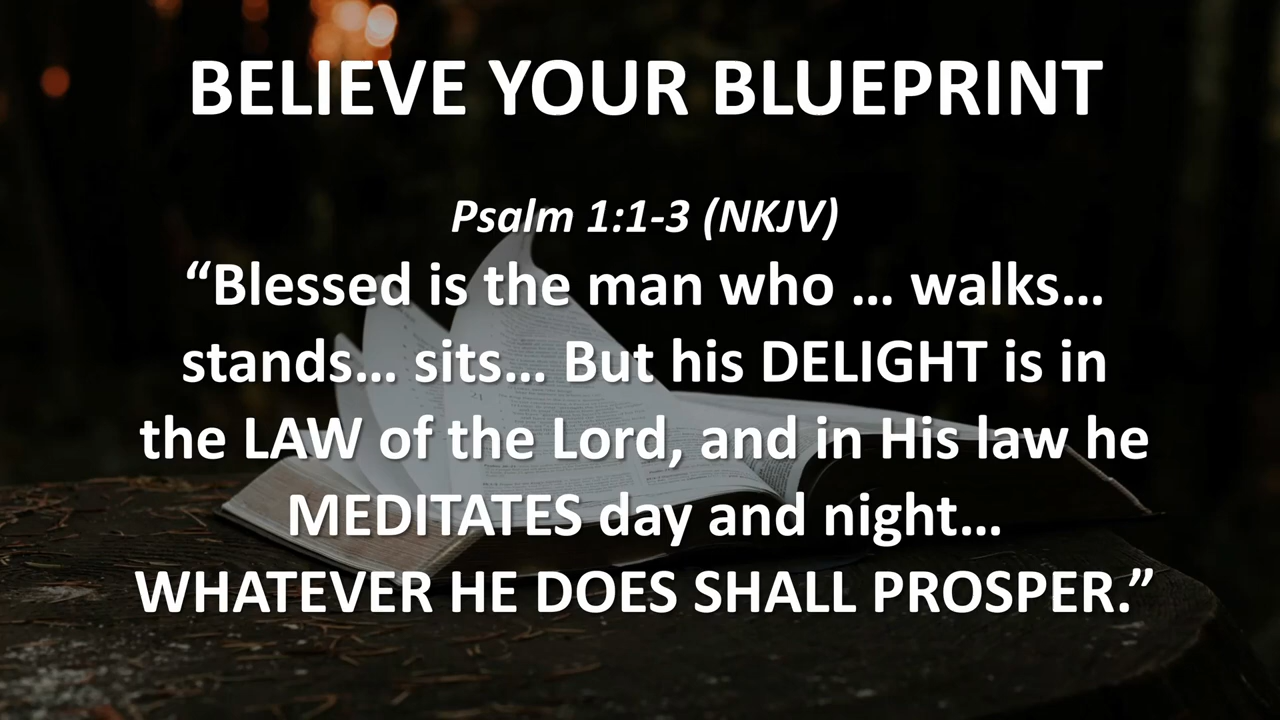 BELIEVE YOUR BLUEPRINT
Psalm 1:1-3 (NKJV)
“Blessed is the man who … walks…
stands… sits… But his DELIGHT is in
the LAW of the Lord, and in His law he
MEDITATES day and night…
WHATEVER HE DOES SHALL PROSPER.”